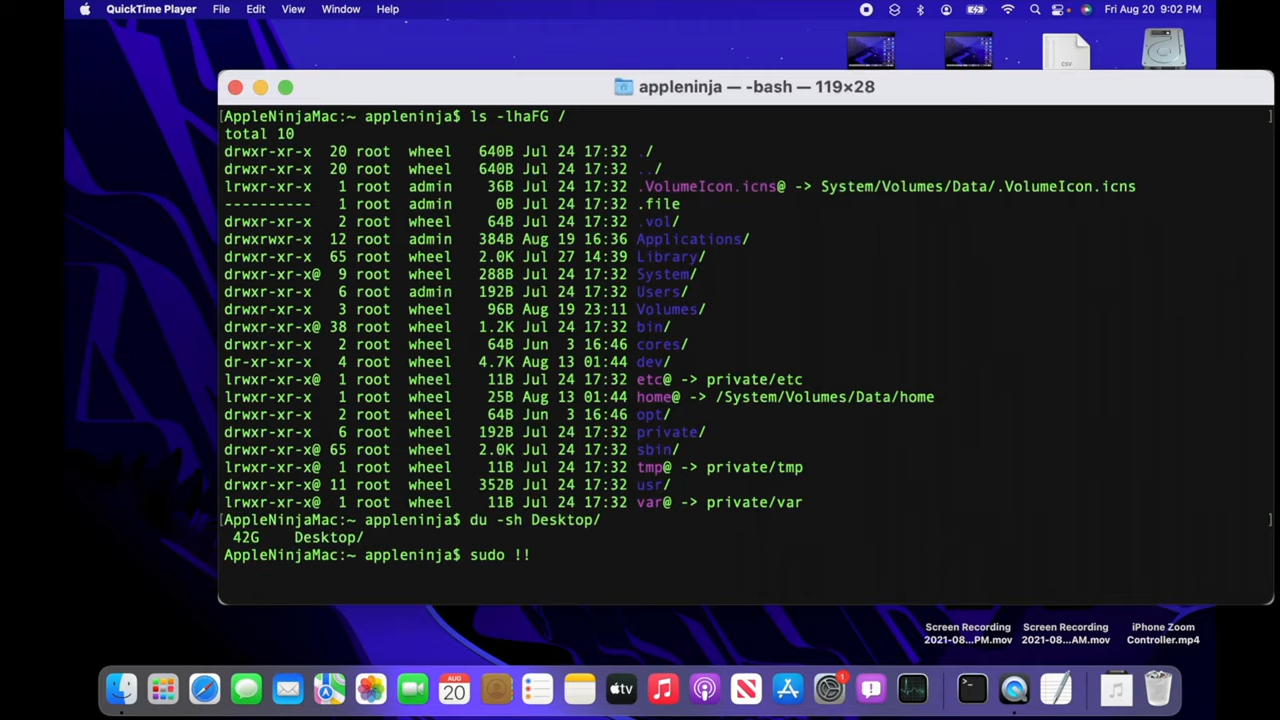 QuickTime Player File Edit View Window Help Fri Aug 20 9:02 PM
CSV
appleninja — -bash — 119×28
[AppleNinjaMac:~ appleninja$ ls -lhaFG / ]
total 10
drwxr-xr-x 20 root wheel 640B Jul 24 17:32 ./
drwxr-xr-x 20 root wheel 640B Jul 24 17:32 ../
lrwxr-xr-x 1 root admin 36B Jul 24 17:32 .VolumeIcon.icns@ -> System/Volumes/Data/.VolumeIcon.icns
---------- 1 root admin 0B Jul 24 17:32 .file
drwxr-xr-x 2 root wheel 64B Jul 24 17:32 .vol/
drwxrwxr-x 12 root admin 384B Aug 19 16:36 Applications/
drwxr-xr-x 65 root wheel 2.0K Jul 27 14:39 Library/
drwxr-xr-x@ 9 root wheel 288B Jul 24 17:32 System/
drwxr-xr-x 6 root admin 192B Jul 24 17:32 Users/
drwxr-xr-x 3 root wheel 96B Aug 19 23:11 Volumes/
drwxr-xr-x@ 38 root wheel 1.2K Jul 24 17:32 bin/
drwxr-xr-x 2 root wheel 64B Jun 3 16:46 cores/
dr-xr-xr-x 4 root wheel 4.7K Aug 13 01:44 dev/
lrwxr-xr-x@ 1 root wheel 11B Jul 24 17:32 etc@ -> private/etc
lrwxr-xr-x 1 root wheel 25B Aug 13 01:44 home@ -> /System/Volumes/Data/home
drwxr-xr-x 2 root wheel 64B Jun 3 16:46 opt/
drwxr-xr-x 6 root wheel 192B Jul 24 17:32 private/
drwxr-xr-x@ 65 root wheel 2.0K Jul 24 17:32 sbin/
lrwxr-xr-x@ 1 root wheel 11B Jul 24 17:32 tmp@ -> private/tmp
drwxr-xr-x@ 11 root wheel 352B Jul 24 17:32 usr/
lrwxr-xr-x@ 1 root wheel 11B Jul 24 17:32 var@ -> private/var
[AppleNinjaMac:~ appleninja$ du -sh Desktop/ ]
42G Desktop/
AppleNinjaMac:~ appleninja$ sudo !!
Screen Recording Screen Recording iPhone Zoom
2021-08...PM.mov 2021-08...AM.mov Controller.mp4
AUG
20
tv
1